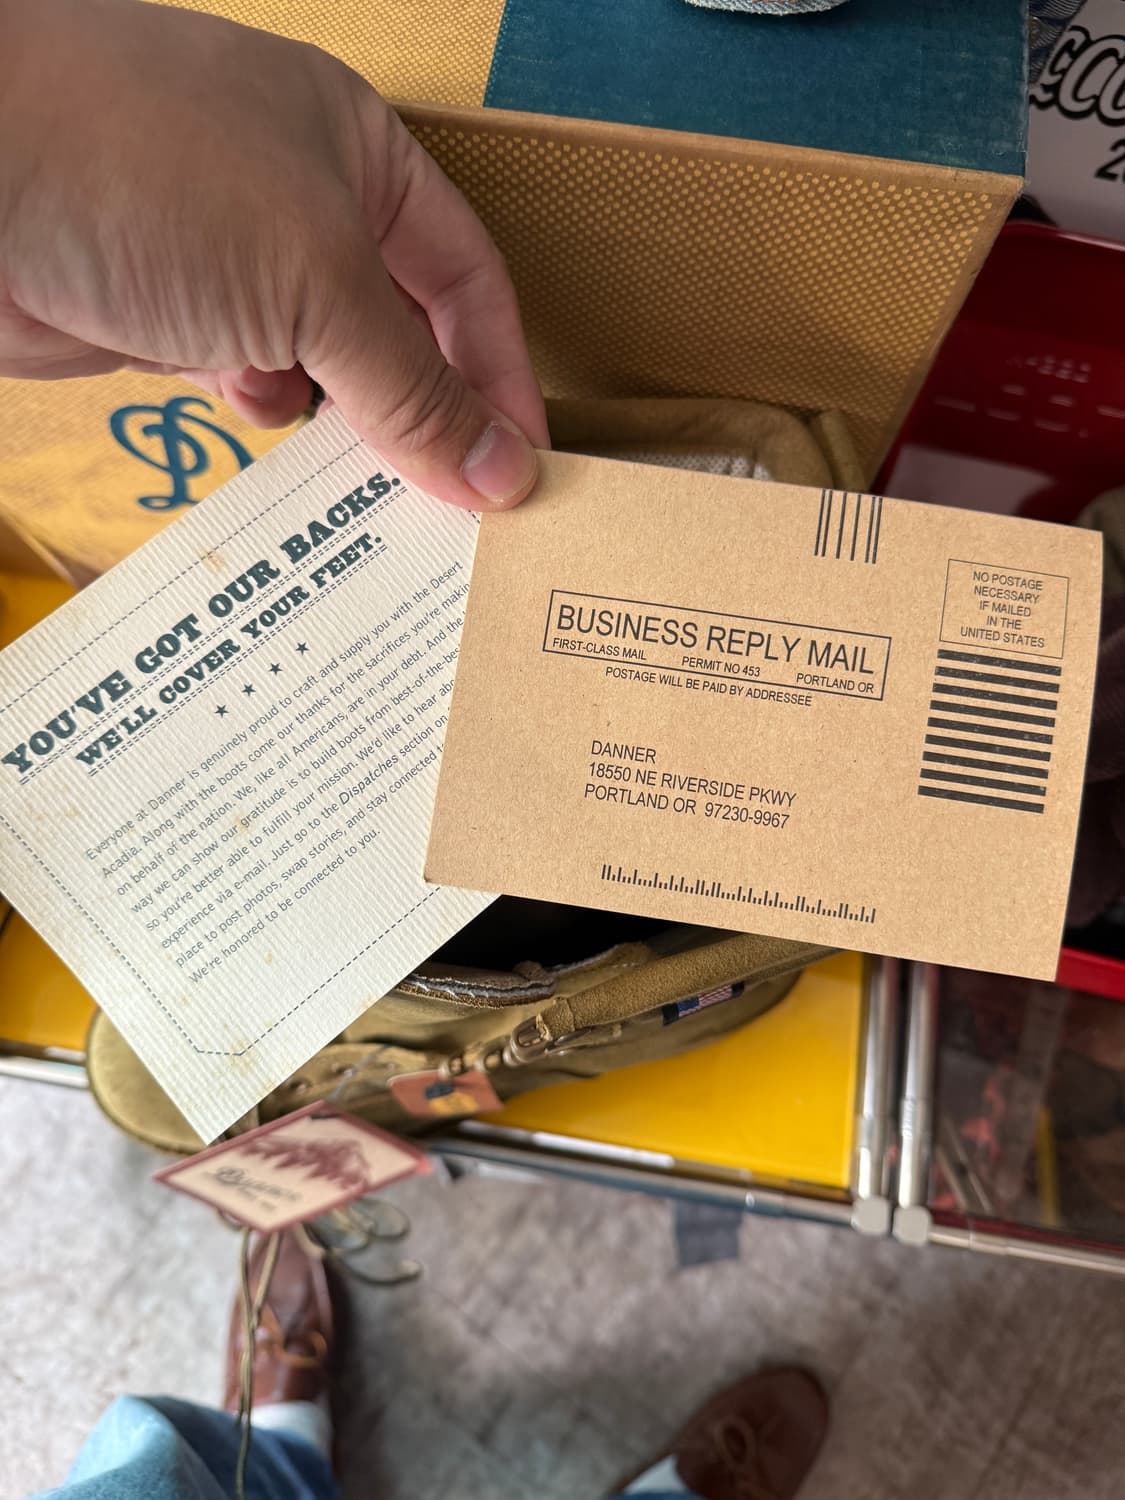 YOU'VE GOT OUR BACKS.
WE'LL COVER YOUR FEET.
Everyone at Danner is genuinely proud to craft and supply you with the Desert
Acadia. Along with the boots come our thanks for the sacrifices you're makin
on behalf of the nation. We, like all Americans, are in your debt. And the
way we can show our gratitude is to build boots from best-of-the-bes
so you're better able to fulfill your mission. We'd like to hear abo
experience via e-mail. Just go to the Dispatches section on
place to post photos, swap stories, and stay connected
We're honored to be connected to you.
BUSINESS REPLY MAIL
FIRST-CLASS MAIL PERMIT NO 453 PORTLAND OR
POSTAGE WILL BE PAID BY ADDRESSEE
NO POSTAGE
NECESSARY
IF MAILED
IN THE
UNITED STATES
DANNER
18550 NE RIVERSIDE PKWY
PORTLAND OR 97230-9967